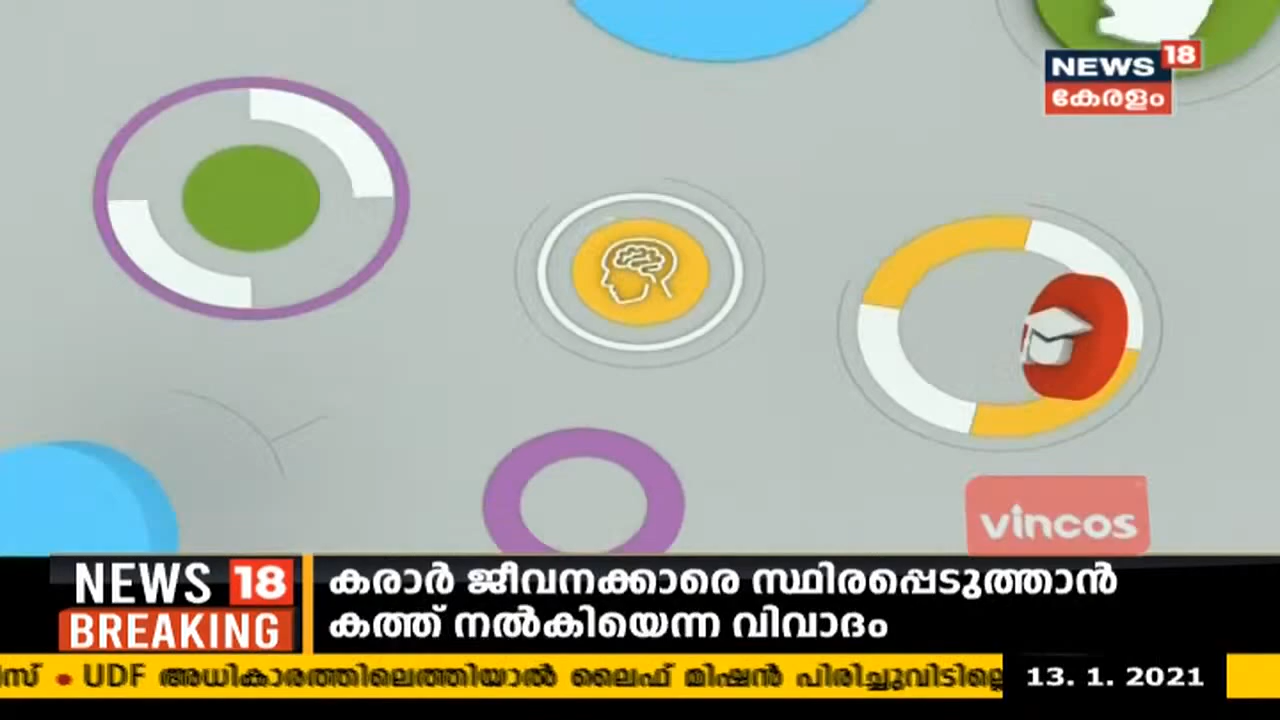 NEWS 18
കേരളം
vincos
NEWS 18
BREAKING
കരാർ ജീവനക്കാരെ സ്ഥിരപ്പെടുത്താൻ
കത്ത് നൽകിയെന്ന വിവാദം
UDF അധികാരത്തിലെത്തിയാൽ ലൈഫ് മിഷൻ പിരിച്ചുവിടില്ലെ
13. 1. 2021